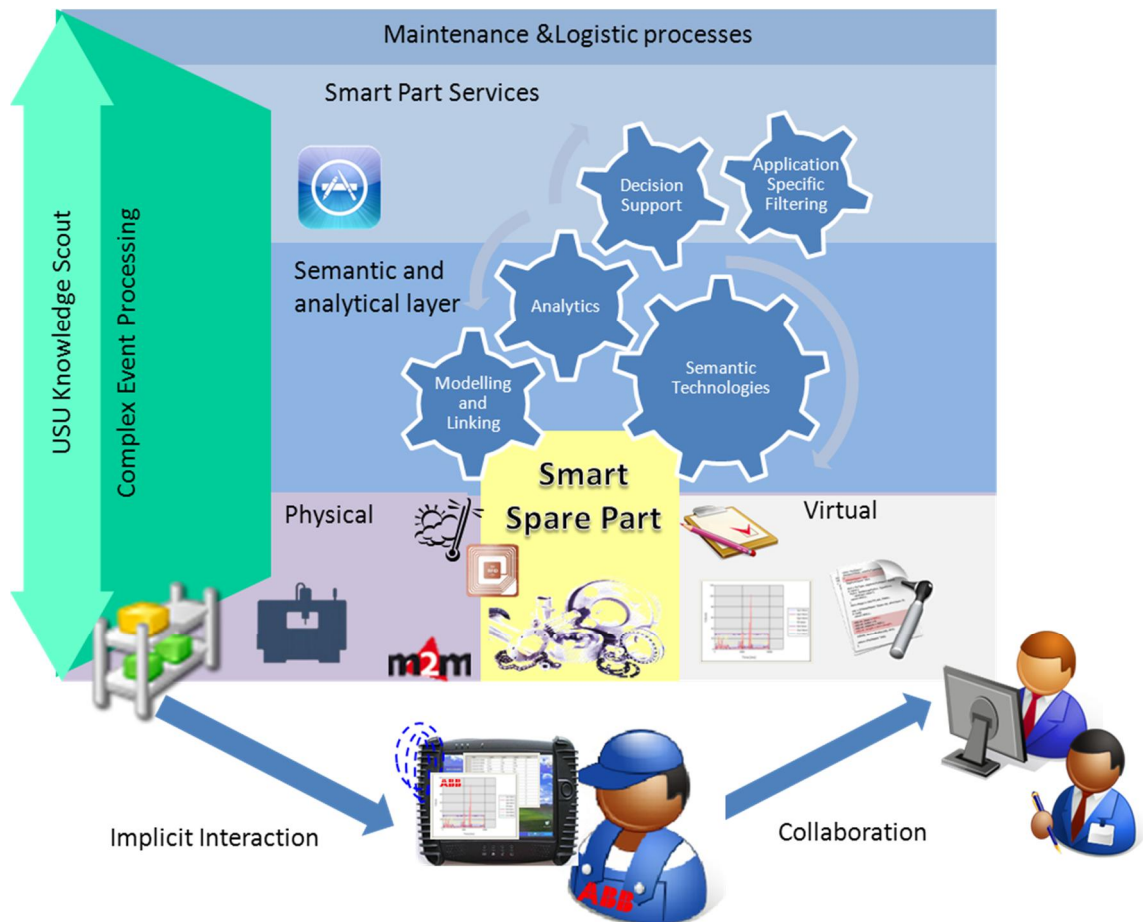 Maintenance &Logistic processes
Smart Part Services
Decision
Support
Application
Specific
Filtering
USU Knowledge Scout
Complex Event Processing
Semantic and
analytical layer
Analytics
Modelling
and
Linking
Semantic
Technologies
Smart
Spare Part
Physical
Virtual
m2m
ABB
ABB
Implicit Interaction
Collaboration